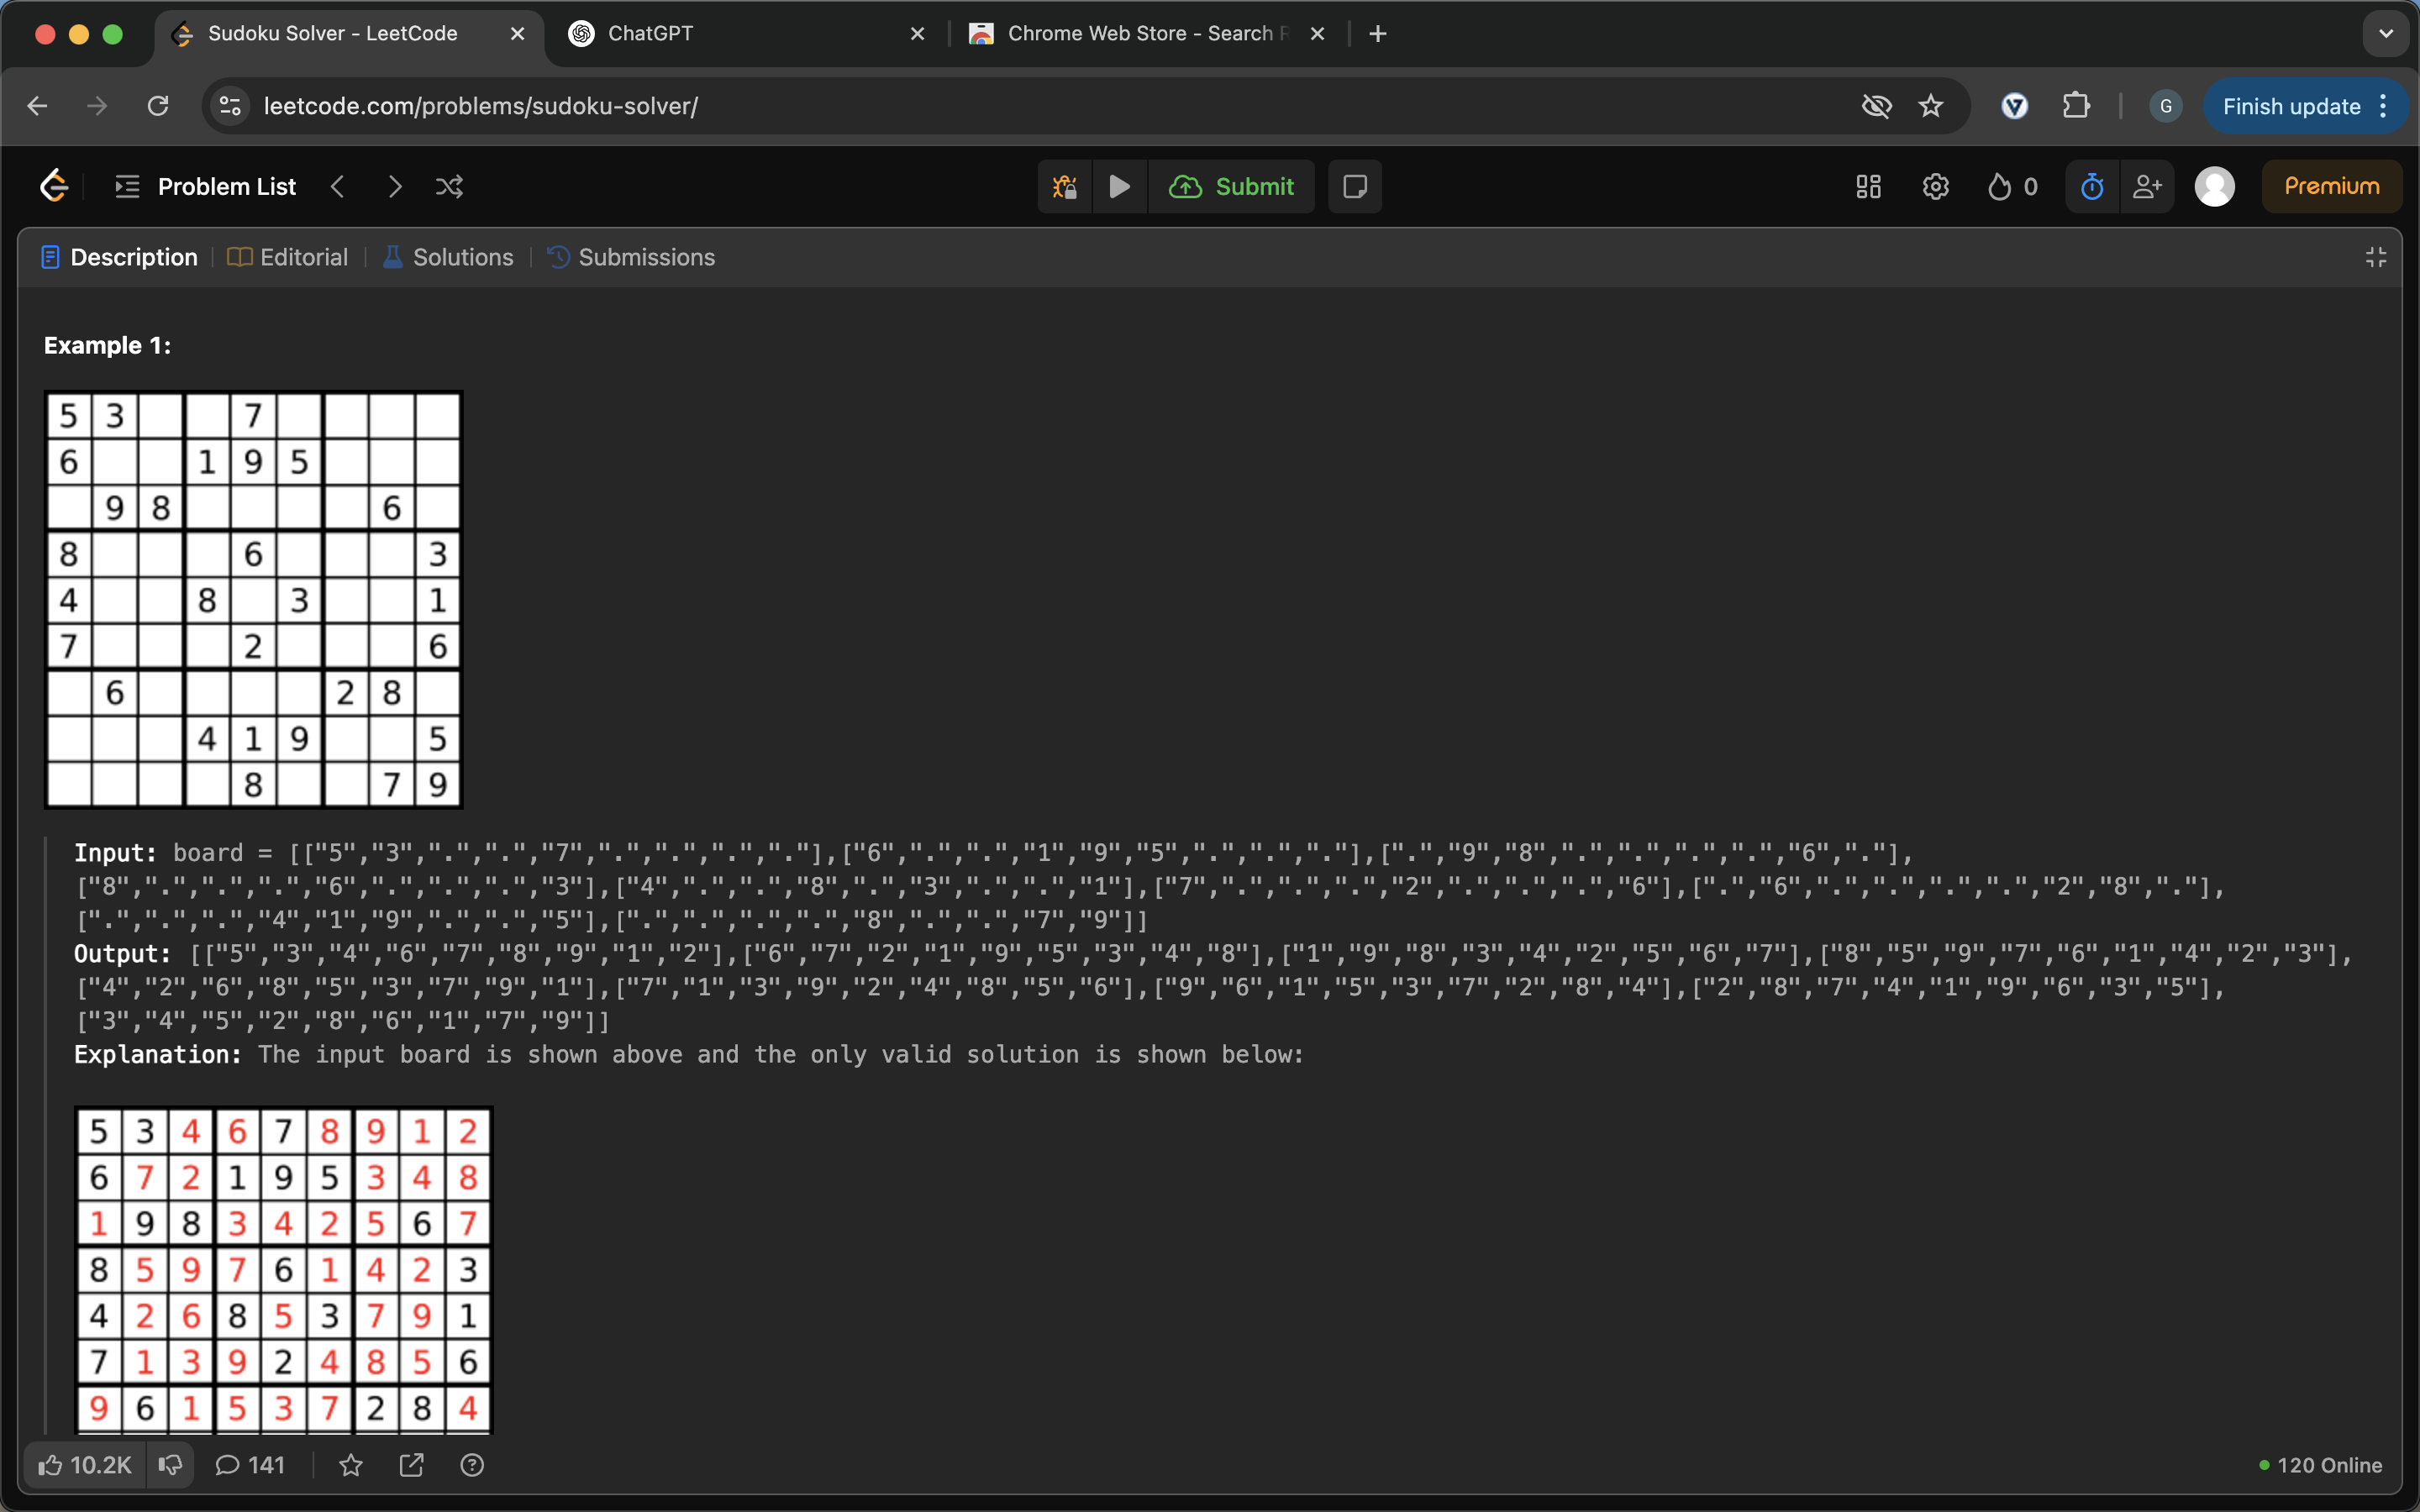 Sudoku Solver - LeetCode
ChatGPT
Chrome Web Store - Search
leetcode.com/problems/sudoku-solver/
G
Finish update
Problem List
Submit
0
Premium
Description
Editorial
Solutions
Submissions
Example 1:
5 3 7
6 1 9 5
9 8 6
8 6 3
4 8 3 1
7 2 6
6 2 8
4 1 9 5
8 7 9
Input: board = [["5","3",".",".","7",".",".",".","."],["6",".",".","1","9","5",".",".","."],[".","9","8",".",".",".",".","6","."],
["8",".",".",".","6",".",".",".","3"],["4",".",".","8",".","3",".",".","1"],["7",".",".",".","2",".",".",".","6"],[".","6",".",".",".",".","2","8","."],
[".",".",".","4","1","9",".",".","5"],[".",".",".",".","8",".",".","7","9"]]
Output: [["5","3","4","6","7","8","9","1","2"],["6","7","2","1","9","5","3","4","8"],["1","9","8","3","4","2","5","6","7"],["8","5","9","7","6","1","4","2","3"],
["4","2","6","8","5","3","7","9","1"],["7","1","3","9","2","4","8","5","6"],["9","6","1","5","3","7","2","8","4"],["2","8","7","4","1","9","6","3","5"],
["3","4","5","2","8","6","1","7","9"]]
Explanation: The input board is shown above and the only valid solution is shown below:
5 3 4 6 7 8 9 1 2
6 7 2 1 9 5 3 4 8
1 9 8 3 4 2 5 6 7
8 5 9 7 6 1 4 2 3
4 2 6 8 5 3 7 9 1
7 1 3 9 2 4 8 5 6
9 6 1 5 3 7 2 8 4
10.2K
141
120 Online